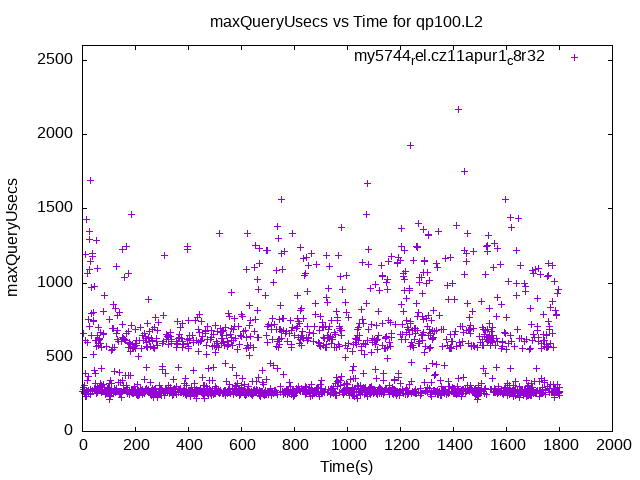 maxQueryUsecs vs Time for qp100.L2
my5744rel.cz11apur1c8r32
2500
2000
1500
1000
500
0
maxQueryUsecs
0 200 400 600 800 1000 1200 1400 1600 1800 2000
Time(s)